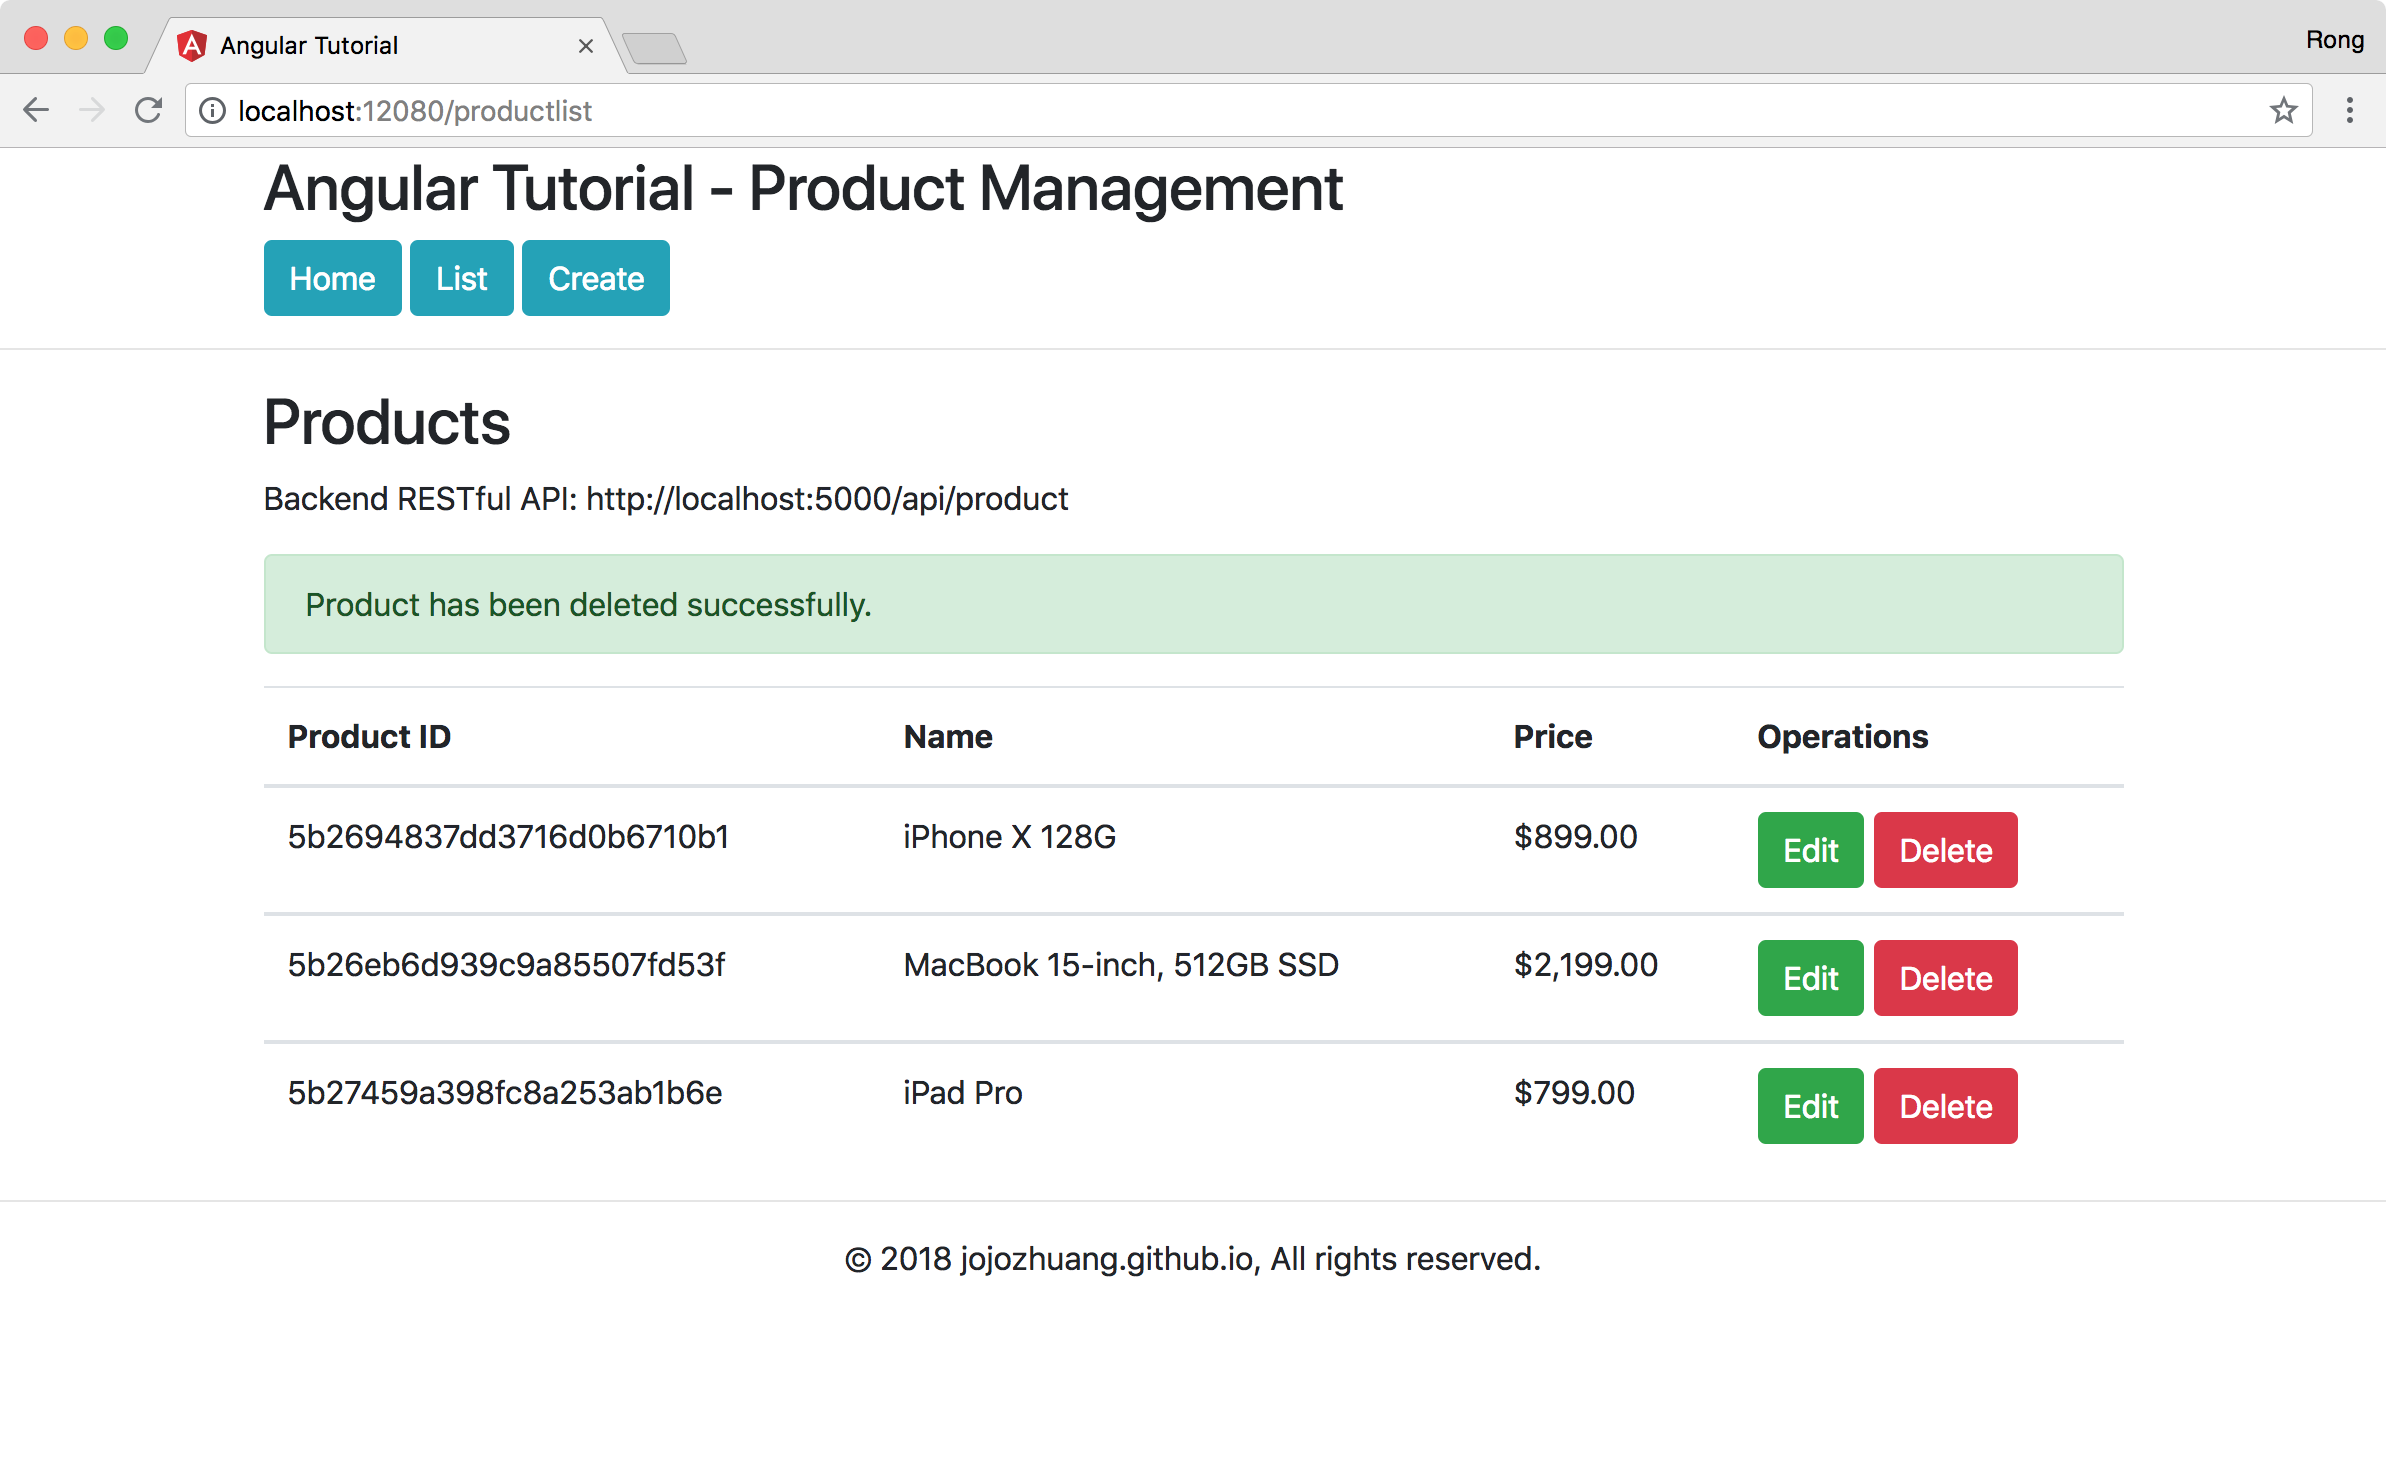 Angular Tutorial
Rong
localhost:12080/productlist
Angular Tutorial - Product Management
Home List Create
Products
Backend RESTful API: http://localhost:5000/api/product
Product has been deleted successfully.
Product ID Name Price Operations
5b2694837dd3716d0b6710b1 iPhone X 128G $899.00 Edit Delete
5b26eb6d939c9a85507fd53f MacBook 15-inch, 512GB SSD $2,199.00 Edit Delete
5b27459a398fc8a253ab1b6e iPad Pro $799.00 Edit Delete
© 2018 jojozhuang.github.io, All rights reserved.